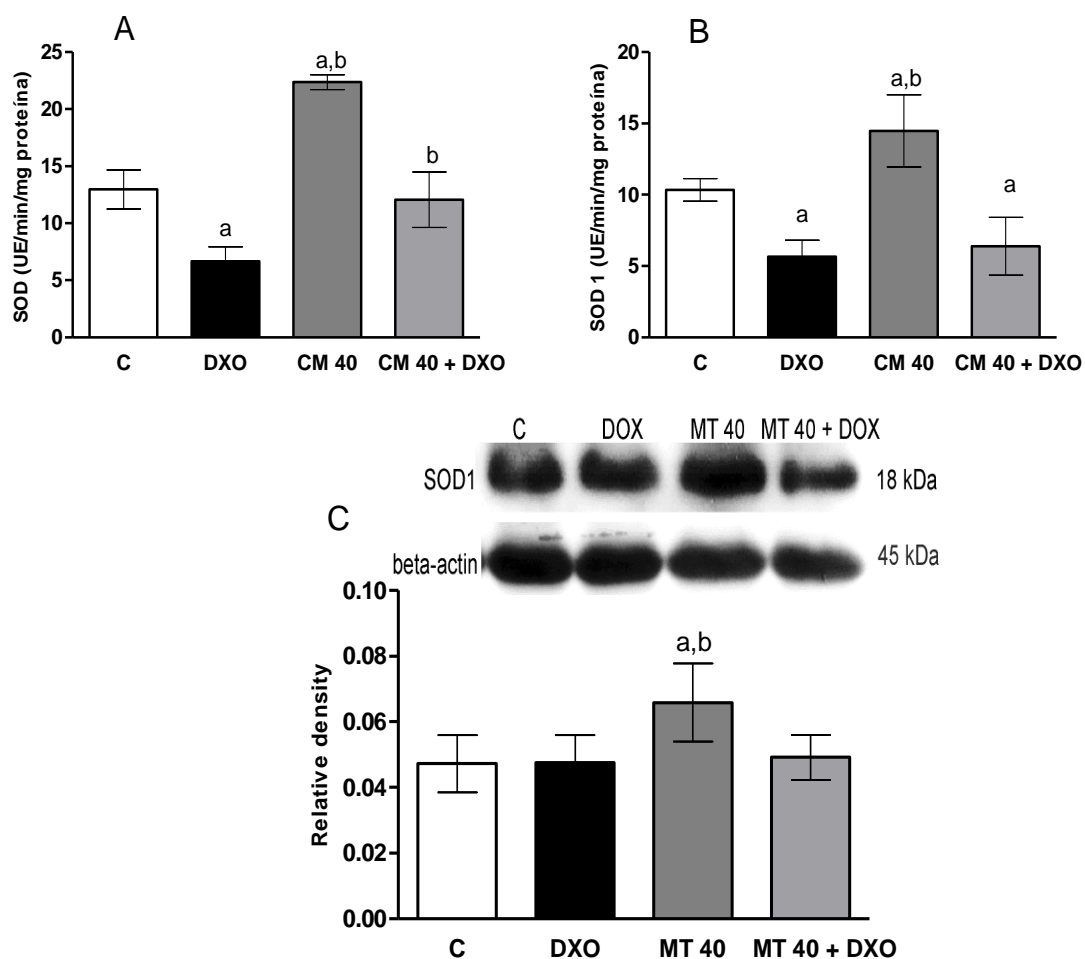 A
SOD (UE/min/mg proteína)
25
20
15
10
5
0
a
a,b
b
C
DXO
CM 40
CM 40 + DXO
B
SOD 1 (UE/min/mg proteína)
20
15
10
5
0
a
a,b
a
C
DXO
CM 40
CM 40 + DXO
C
C DOX MT 40 MT 40 + DOX
SOD1 18 kDa
beta-actin 45 kDa
Relative density
0.10
0.08
0.06
0.04
0.02
0.00
a,b
C
DXO
MT 40
MT 40 + DXO